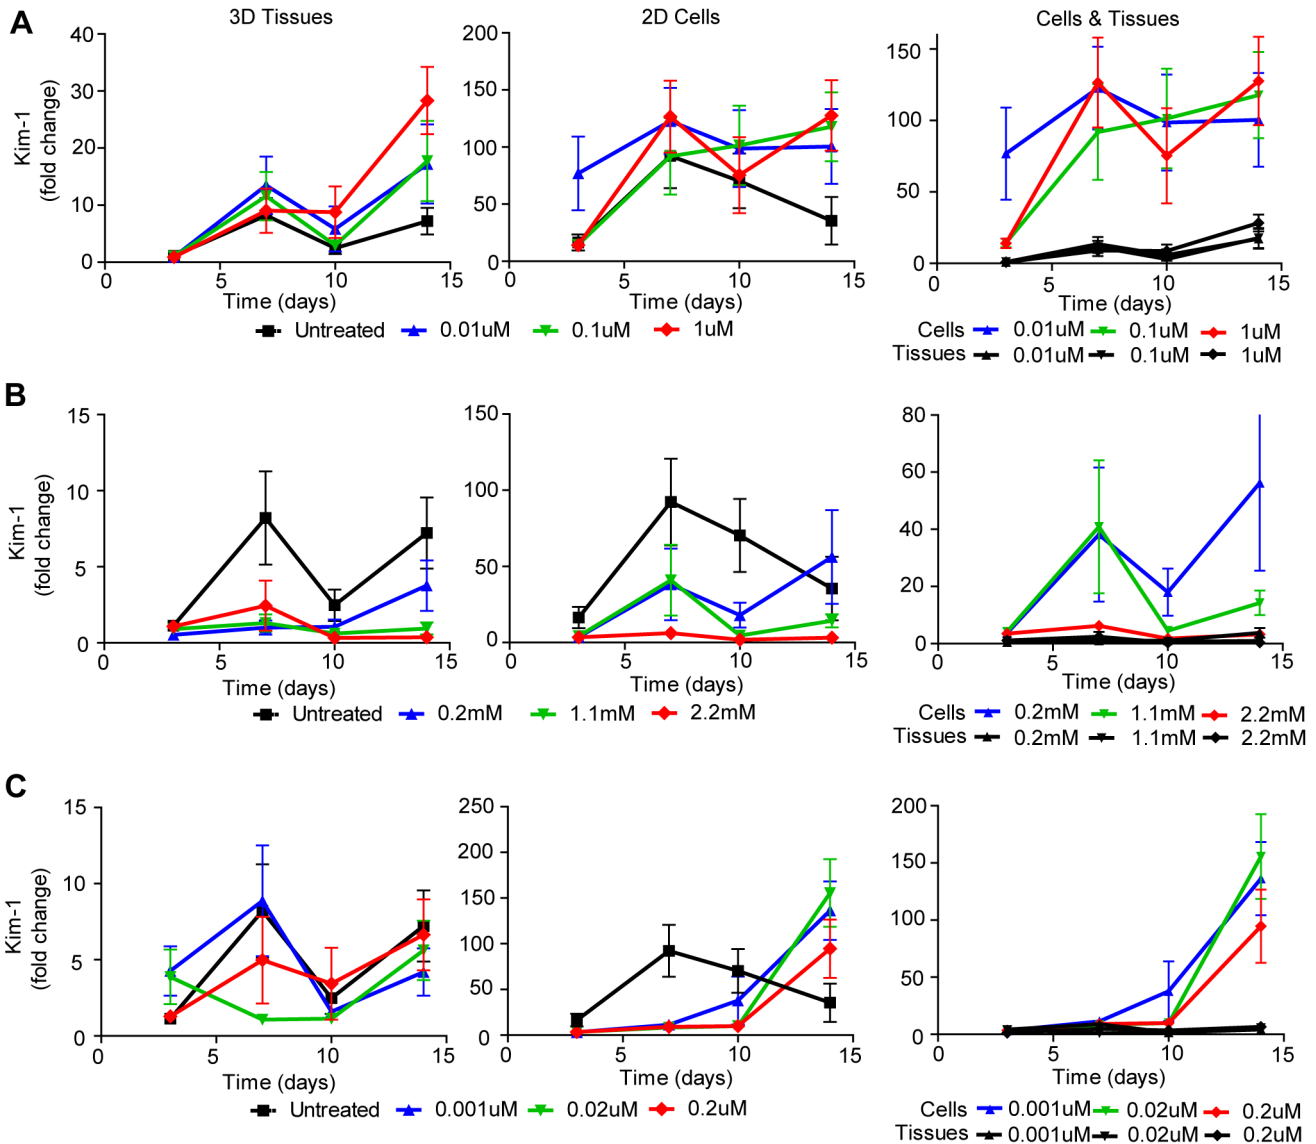 A
3D Tissues
2D Cells
Cells & Tissues
Kim-1
(fold change)
40
30
20
10
0
0
5
10
15
Time (days)
200
150
100
50
0
0
5
10
15
Time (days)
150
100
50
0
0
5
10
15
Time (days)
Untreated 0.01uM 0.1uM 1uM
Cells 0.01uM 0.1uM 1uM
Tissues 0.01uM 0.1uM 1uM
B
Kim-1
(fold change)
15
10
5
0
0
5
10
15
Time (days)
150
100
50
0
0
5
10
15
Time (days)
80
60
40
20
0
0
5
10
15
Time (days)
Untreated 0.2mM 1.1mM 2.2mM
Cells 0.2mM 1.1mM 2.2mM
Tissues 0.2mM 1.1mM 2.2mM
C
Kim-1
(fold change)
15
10
5
0
0
5
10
15
Time (days)
250
200
150
100
50
0
0
5
10
15
Time (days)
200
150
100
50
0
0
5
10
15
Time (days)
Untreated 0.001uM 0.02uM 0.2uM
Cells 0.001uM 0.02uM 0.2uM
Tissues 0.001uM 0.02uM 0.2uM